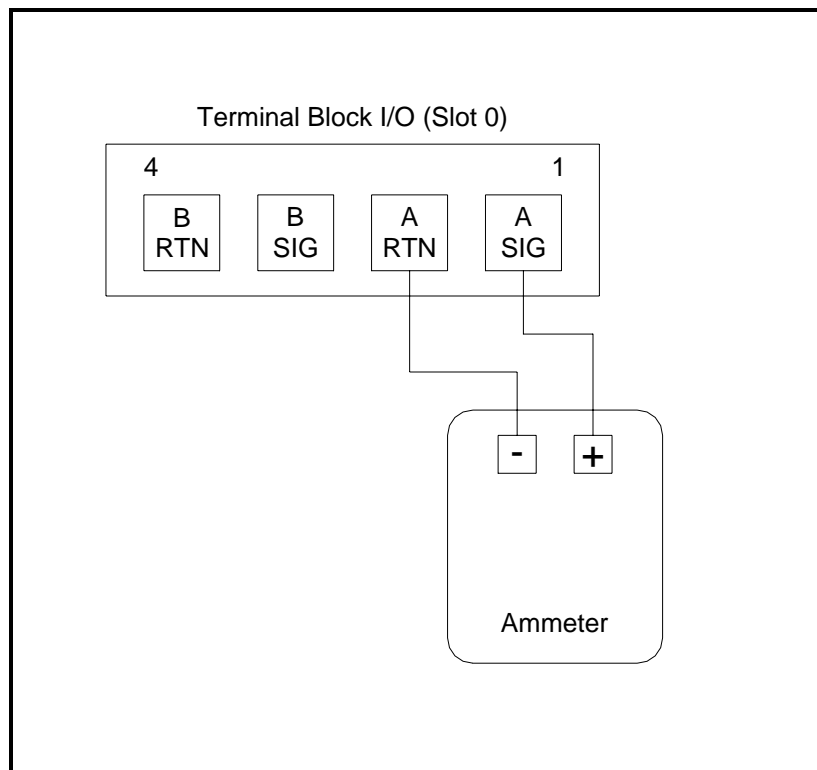 Terminal Block I/O (Slot 0)
4 1
B RTN
B SIG
A RTN
A SIG
- +
Ammeter